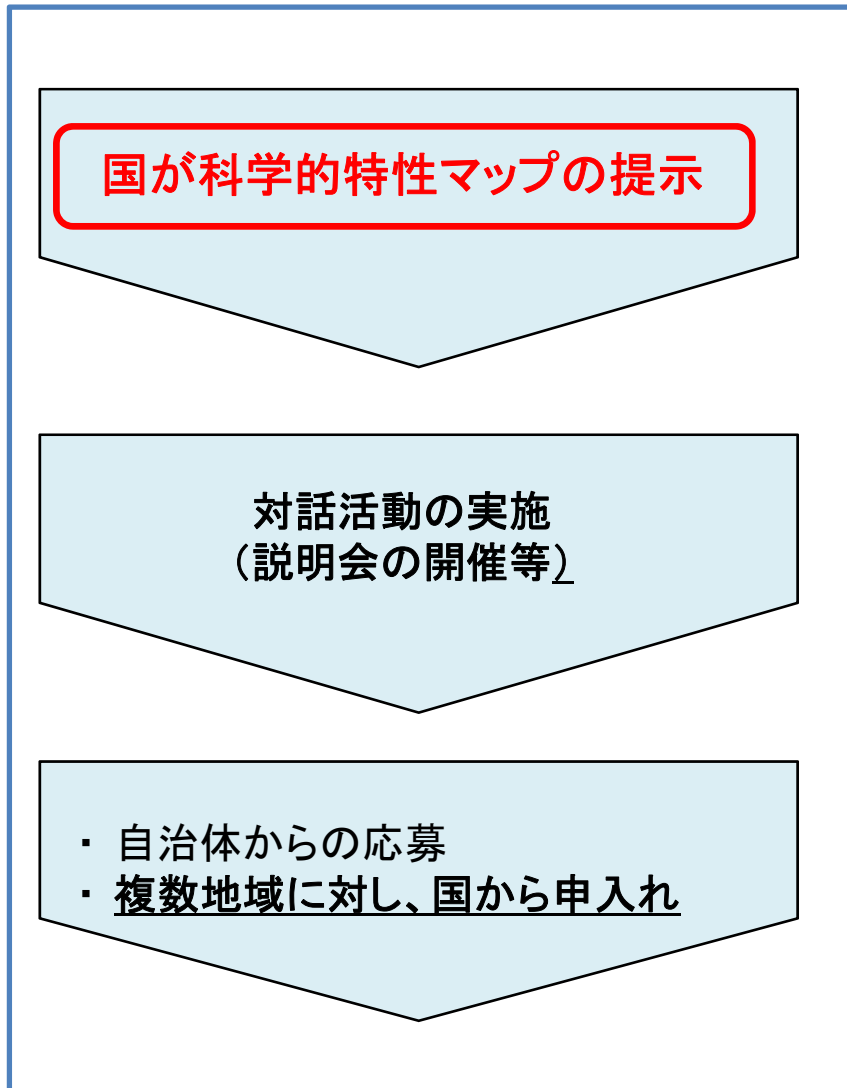 国が科学的特性マップの提示
対話活動の実施
（説明会の開催等）
・ 自治体からの応募
・ 複数地域に対し、国から申入れ